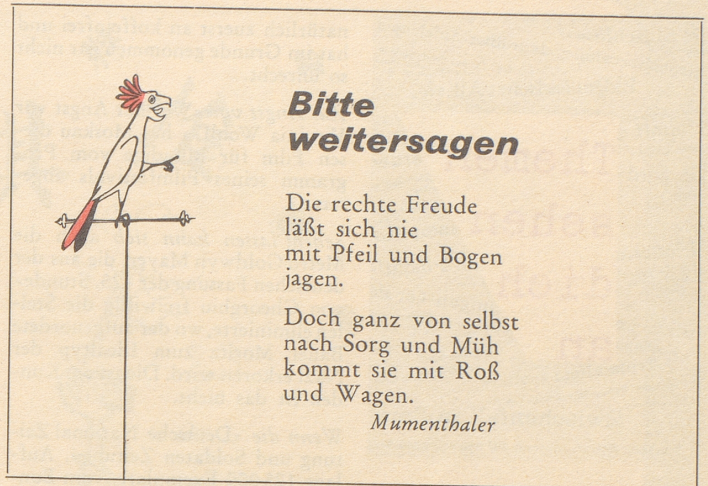 Bitte
weitersagen
Die rechte Freude
läßt sich nie
mit Pfeil und Bogen
jagen.
Doch ganz von selbst
nach Sorg und Müh
kommt sie mit Roß
und Wagen.
Mumenthaler